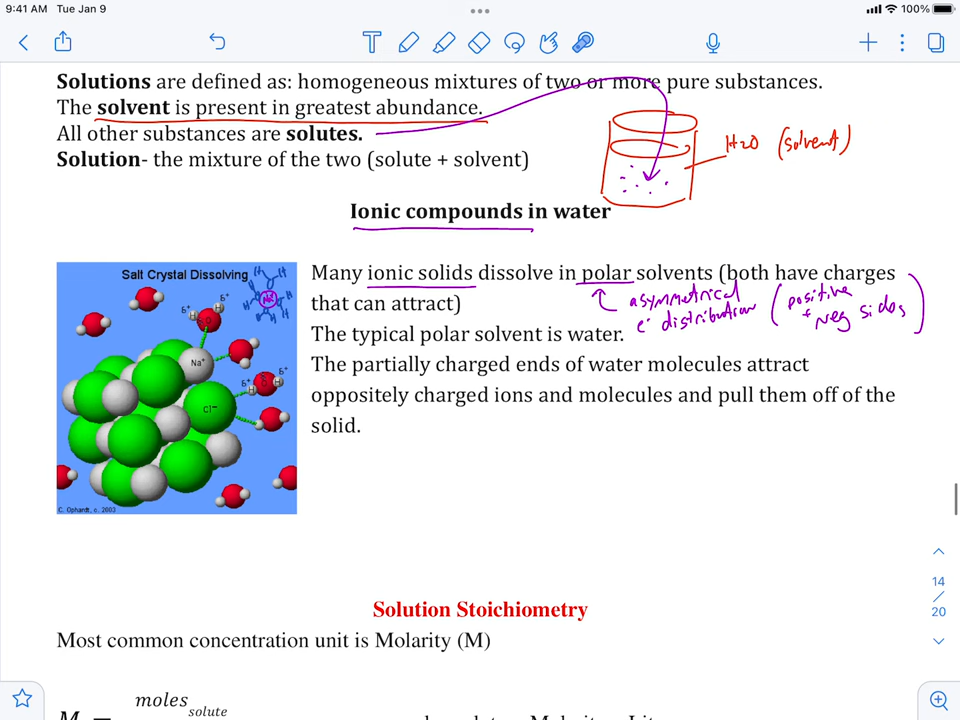 9:41 AM Tue Jan 9
100%
Solutions are defined as: homogeneous mixtures of two or more pure substances.
The solvent is present in greatest abundance.
All other substances are solutes.
H2O (solvent)
Solution- the mixture of the two (solute + solvent)
Ionic compounds in water
Salt Crystal Dissolving
Many ionic solids dissolve in polar solvents (both have charges
that can attract)
asymmetrical
e- distribution
(positive
+ Neg sides)
The typical polar solvent is water.
The partially charged ends of water molecules attract
oppositely charged ions and molecules and pull them off of the
solid.
δ+ δ+
H H
Na+
δ+ δ+
H H
Cl−
C. Ophardt, c. 2003
14
/
20
Solution Stoichiometry
Most common concentration unit is Molarity (M)
moles solute